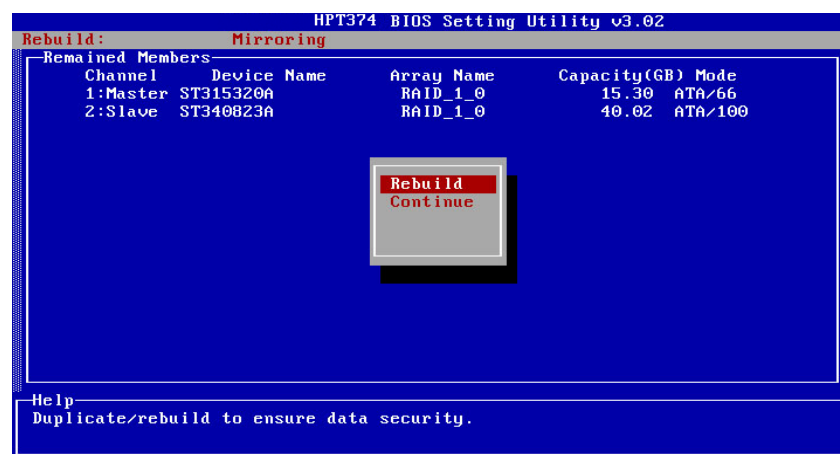 HPT374 BIOS Setting Utility v3.02
Rebuild: Mirroring
Remained Members
Channel Device Name Array Name Capacity(GB) Mode
1:Master ST315320A RAID_1_0 15.30 ATA/66
2:Slave ST340823A RAID_1_0 40.02 ATA/100
Rebuild
Continue
Help
Duplicate/rebuild to ensure data security.